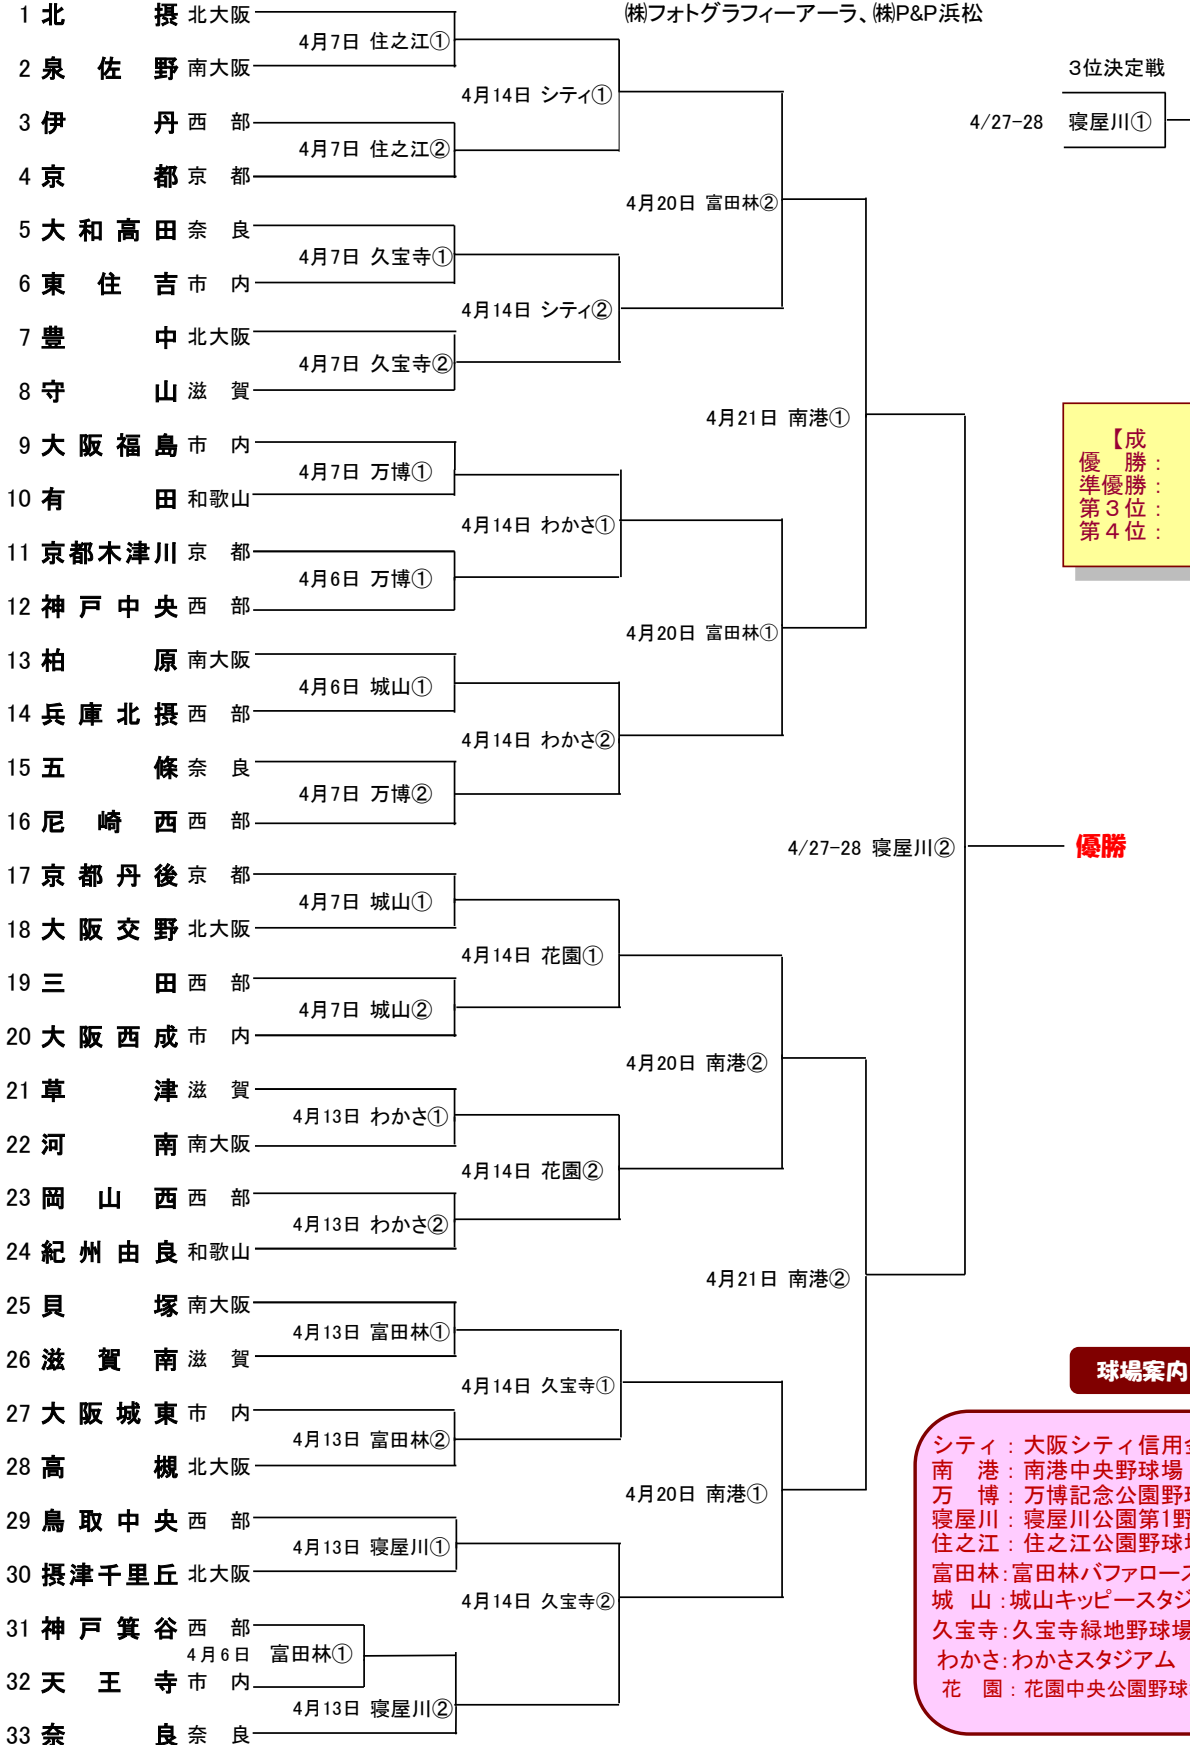 ㈱フォトグラフィーアーラ、㈱P&P浜松
1 北摂 北大阪
4月7日 住之江①
2 泉佐野 南大阪
3位決定戦
4月14日 シティ①
3 伊丹 西部
4/27-28 寝屋川①
4月7日 住之江②
4 京都 京都
4月20日 富田林②
5 大和高田 奈良
4月7日 久宝寺①
6 東住吉 市内
4月14日 シティ②
7 豊中 北大阪
4月7日 久宝寺②
8 守山 滋賀
4月21日 南港①
9 大阪福島 市内
4月7日 万博①
10 有田 和歌山
4月14日 わかさ①
11 京都木津川 京都
4月6日 万博①
12 神戸中央 西部
4月20日 富田林①
13 柏原 南大阪
4月6日 城山①
14 兵庫北摂 西部
4月14日 わかさ②
15 五條 奈良
4月7日 万博②
16 尼崎西 西部
4/27-28 寝屋川②
優勝
17 京都丹後 京都
4月7日 城山①
18 大阪交野 北大阪
4月14日 花園①
19 三田 西部
4月7日 城山②
20 大阪西成 市内
4月20日 南港②
21 草津 滋賀
4月13日 わかさ①
22 河南 南大阪
4月14日 花園②
23 岡山西 西部
4月13日 わかさ②
24 紀州由良 和歌山
4月21日 南港②
25 貝塚 南大阪
4月13日 富田林①
26 滋賀南 滋賀
4月14日 久宝寺①
27 大阪城東 市内
4月13日 富田林②
28 高槻 北大阪
4月20日 南港①
29 鳥取中央 西部
4月13日 寝屋川①
30 摂津千里丘 北大阪
4月14日 久宝寺②
31 神戸箕谷 西部
4月6日 富田林①
32 天王寺 市内
4月13日 寝屋川②
33 奈良 奈良
【成
優　勝：
準優勝：
第３位：
第４位：
球場案内
シティ：大阪シティ信用
南　港：南港中央野球場
万　博：万博記念公園野
寝屋川：寝屋川公園第1野
住之江：住之江公園野球
富田林:富田林バファロー
城　山:城山キッピースタジ
久宝寺:久宝寺緑地野球場
わかさ:わかさスタジアム
花　園：花園中央公園野球